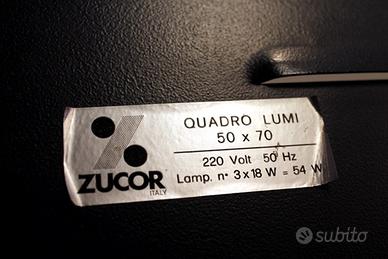 QUADRO LUMI
50 x 70
220 Volt 50 Hz
Lamp. n° 3x18 W = 54 W
ZUCOR
ITALY
subito